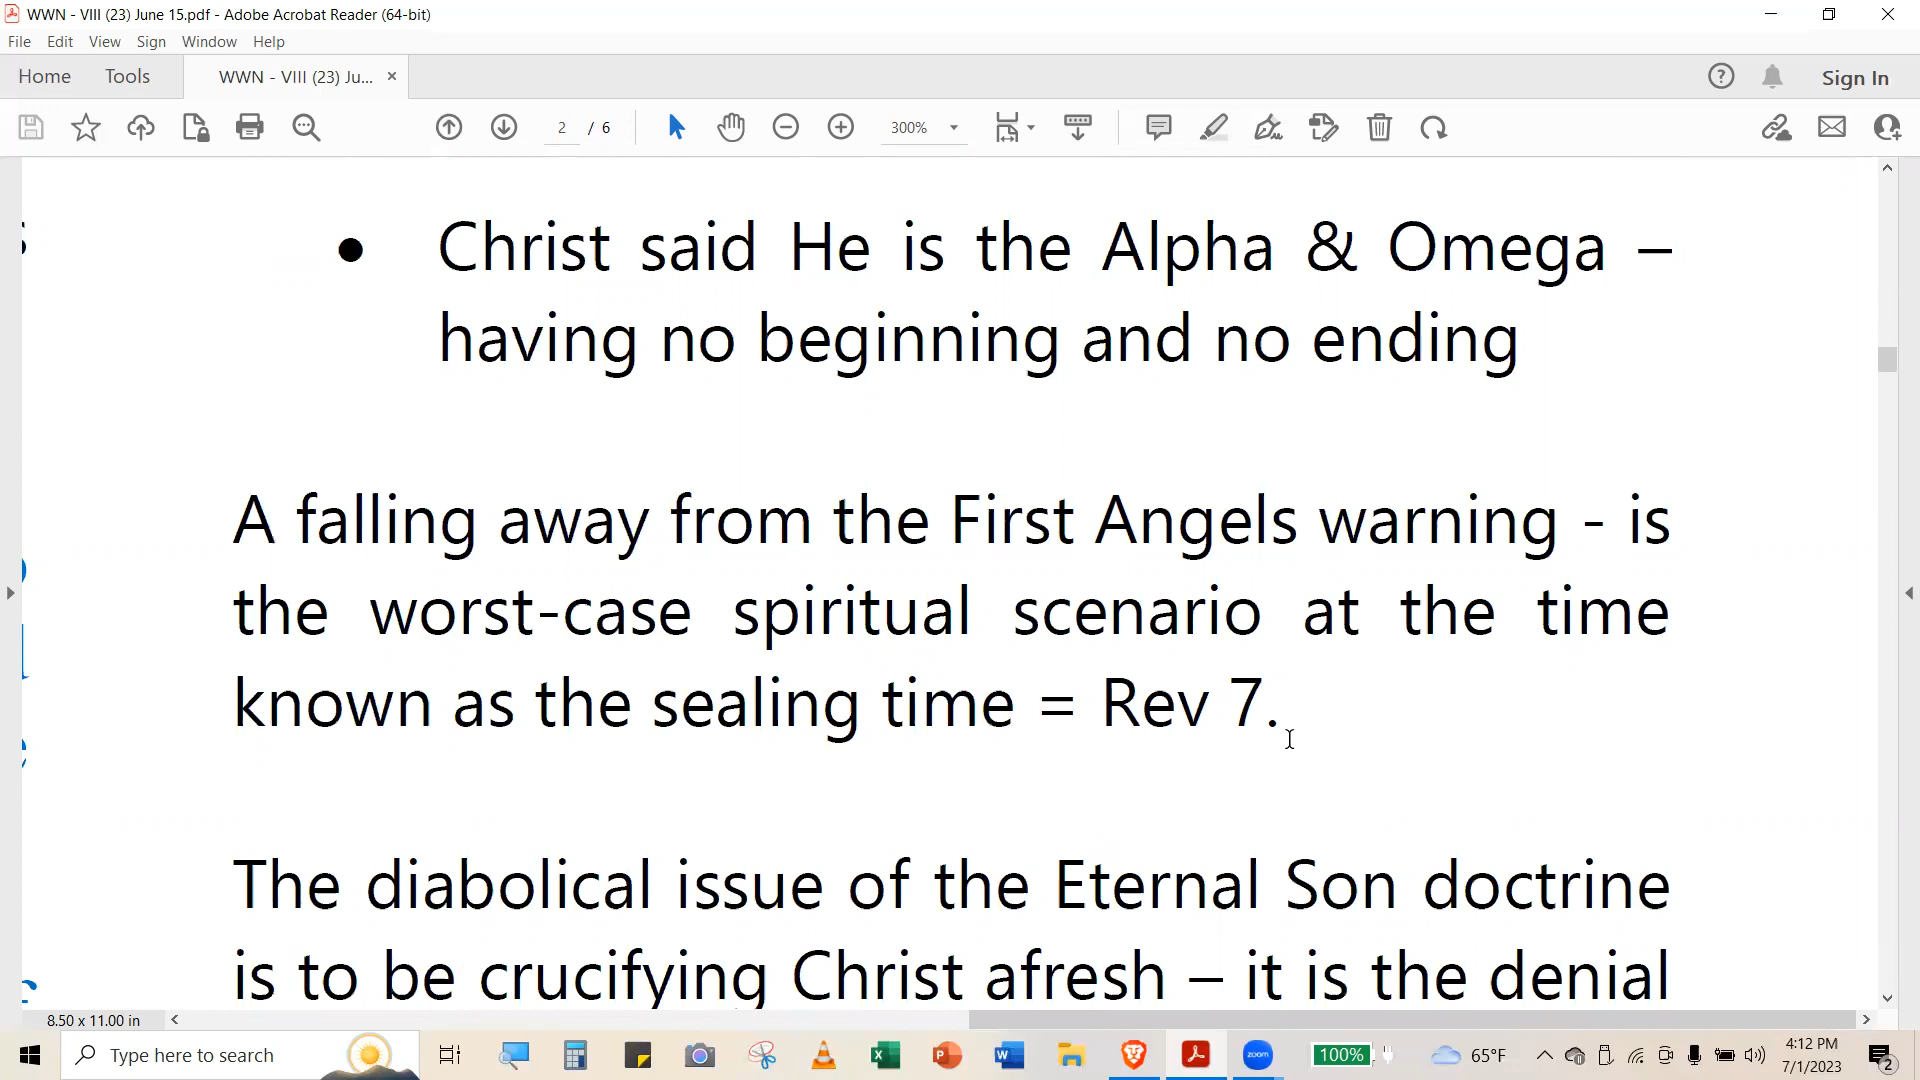 WWN - VIII (23) June 15.pdf - Adobe Acrobat Reader (64-bit)
File Edit View Sign Window Help
Home Tools WWN - VIII (23) Ju... × Sign In
2 / 6 300%
• Christ said He is the Alpha & Omega –
having no beginning and no ending
A falling away from the First Angels warning - is
the worst-case spiritual scenario at the time
known as the sealing time = Rev 7.
The diabolical issue of the Eternal Son doctrine
is to be crucifying Christ afresh – it is the denial
8.50 x 11.00 in
Type here to search
zoom
100%
65°F
4:12 PM
7/1/2023
2